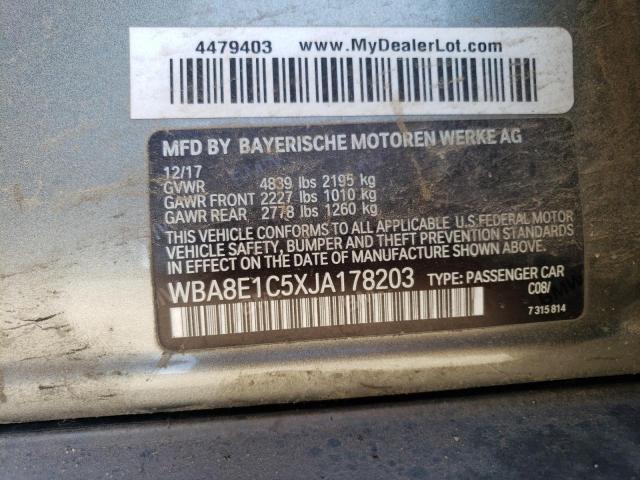 4479403 www.MyDealerLot.com
MFD BY BAYERISCHE MOTOREN WERKE AG
12/17
GVWR 4839 lbs 2195 kg
GAWR FRONT 2227 lbs 1010 kg
GAWR REAR 2778 lbs 1260 kg
THIS VEHICLE CONFORMS TO ALL APPLICABLE U.S FEDERAL MOTOR
VEHICLE SAFETY, BUMPER AND THEFT PREVENTION STANDARDS
IN EFFECT ON THE DATE OF MANUFACTURE SHOWN ABOVE.
WBA8E1C5XJA178203 TYPE: PASSENGER CAR
C08/
7 315 814